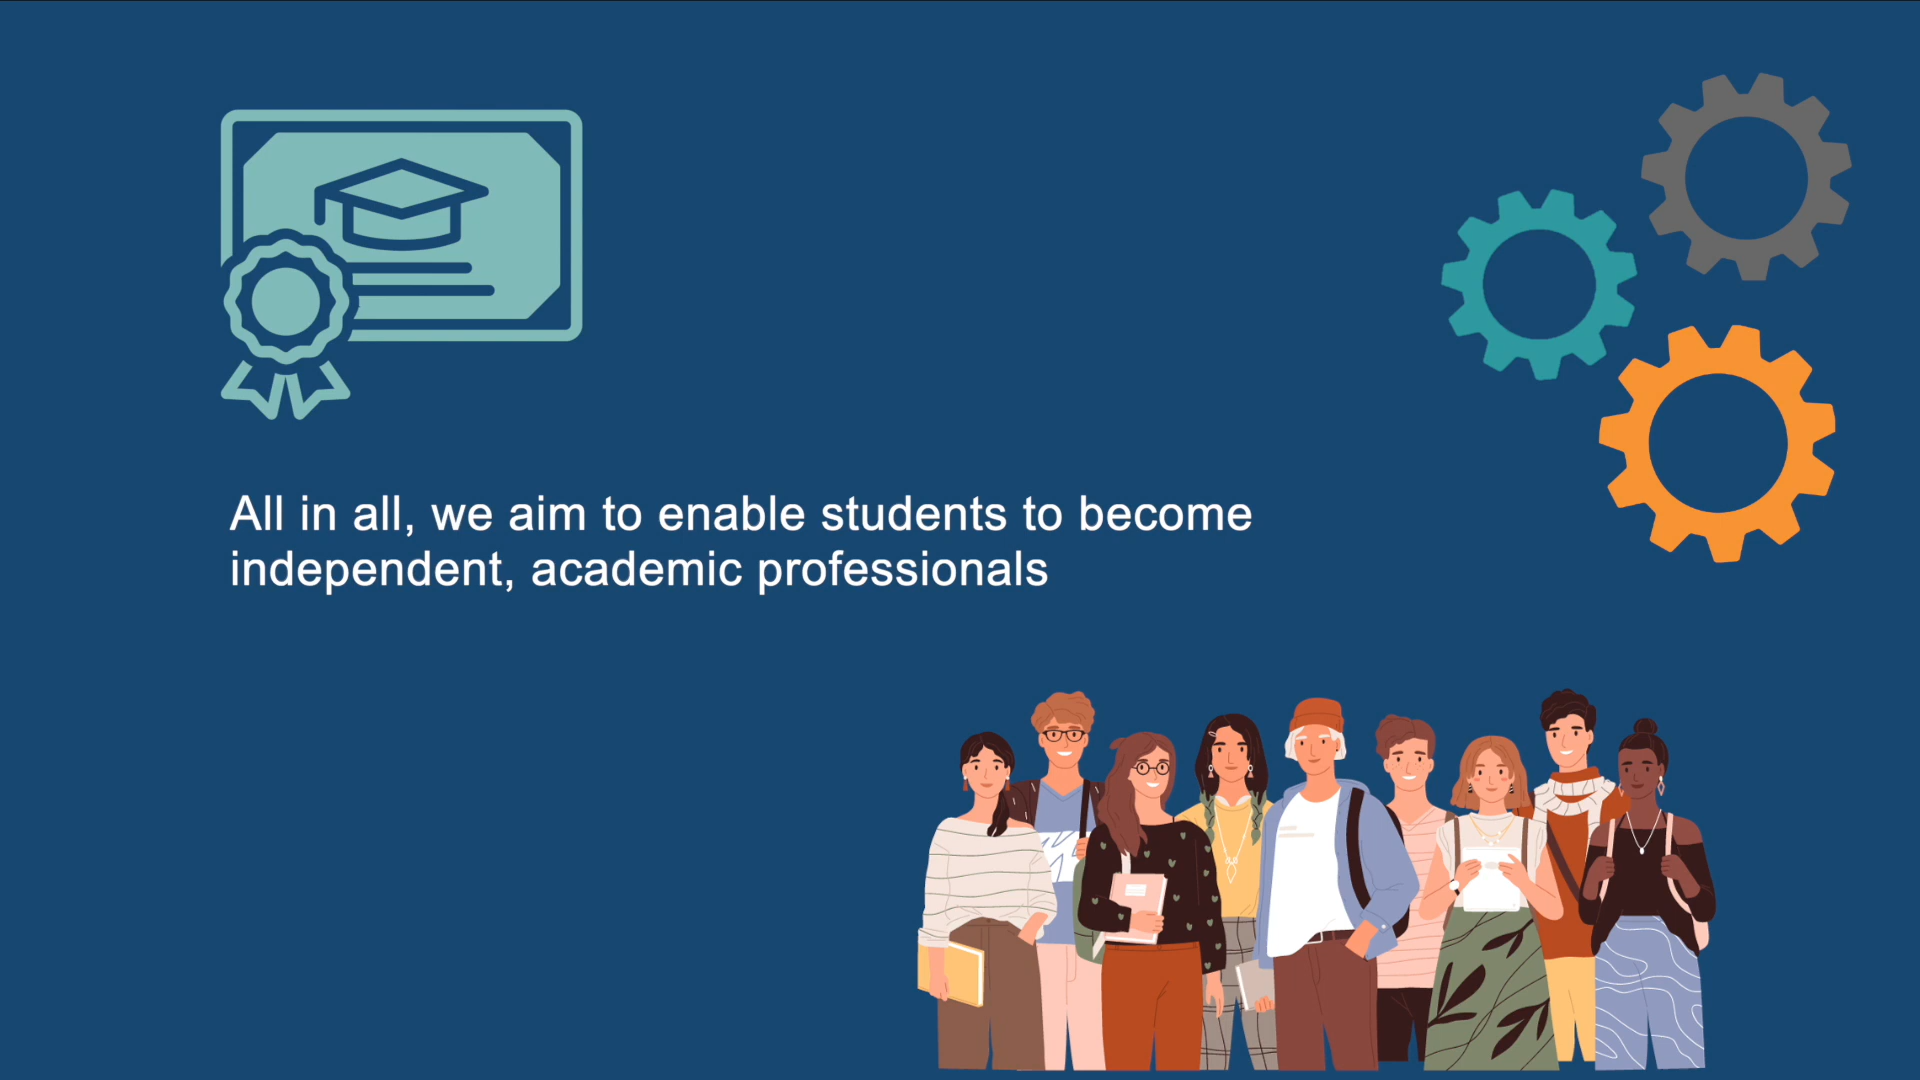 All in all, we aim to enable students to become
independent, academic professionals